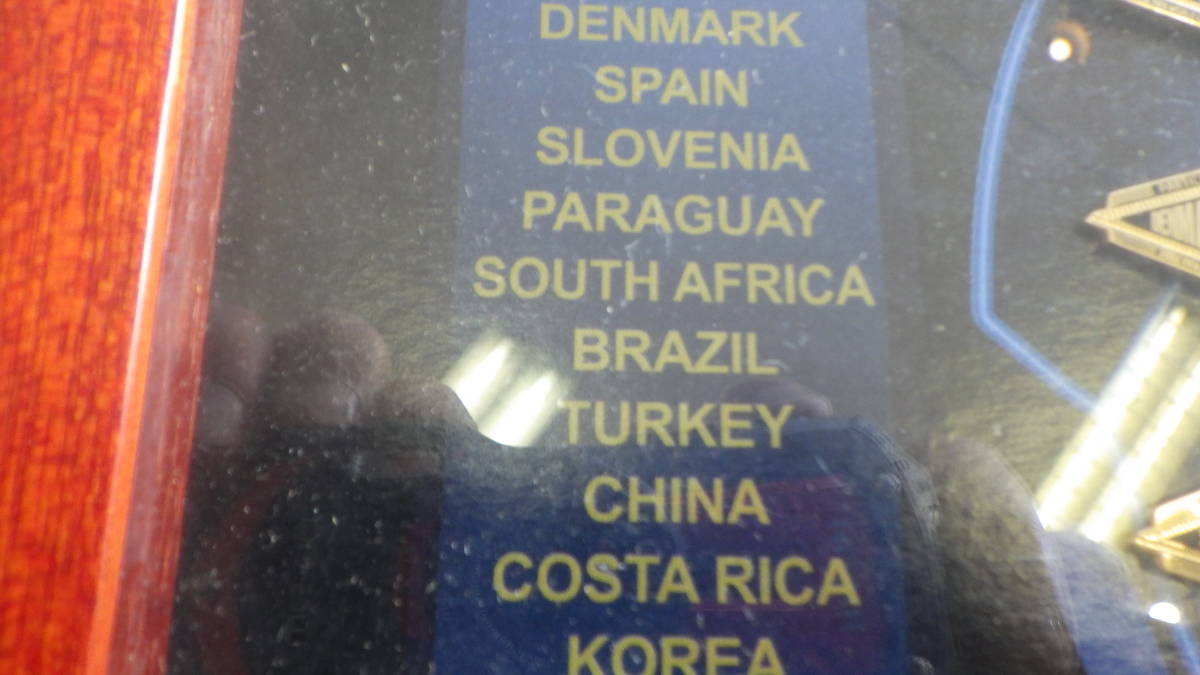 DENMARK
SPAIN
SLOVENIA
PARAGUAY
SOUTH AFRICA
BRAZIL
TURKEY
CHINA
COSTA RICA
KOREA